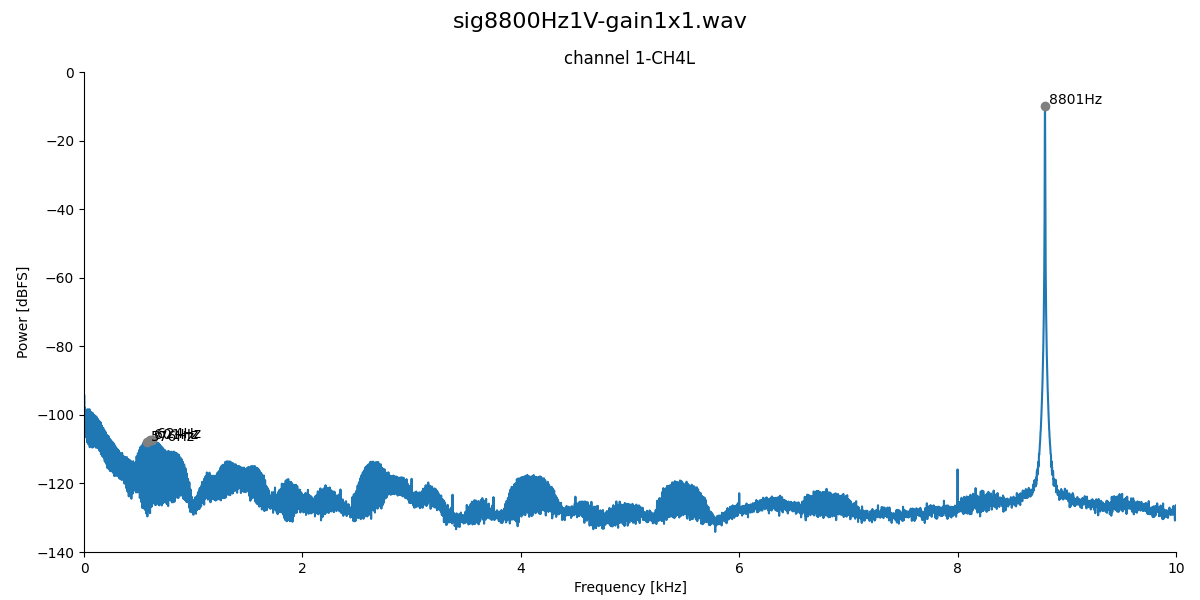 sig8800Hz1V-gain1x1.wav
channel 1-CH4L
0
−20
−40
−60
−80
−100
−120
−140
Power [dBFS]
8801Hz
624Hz
0
2
4
6
8
10
Frequency [kHz]